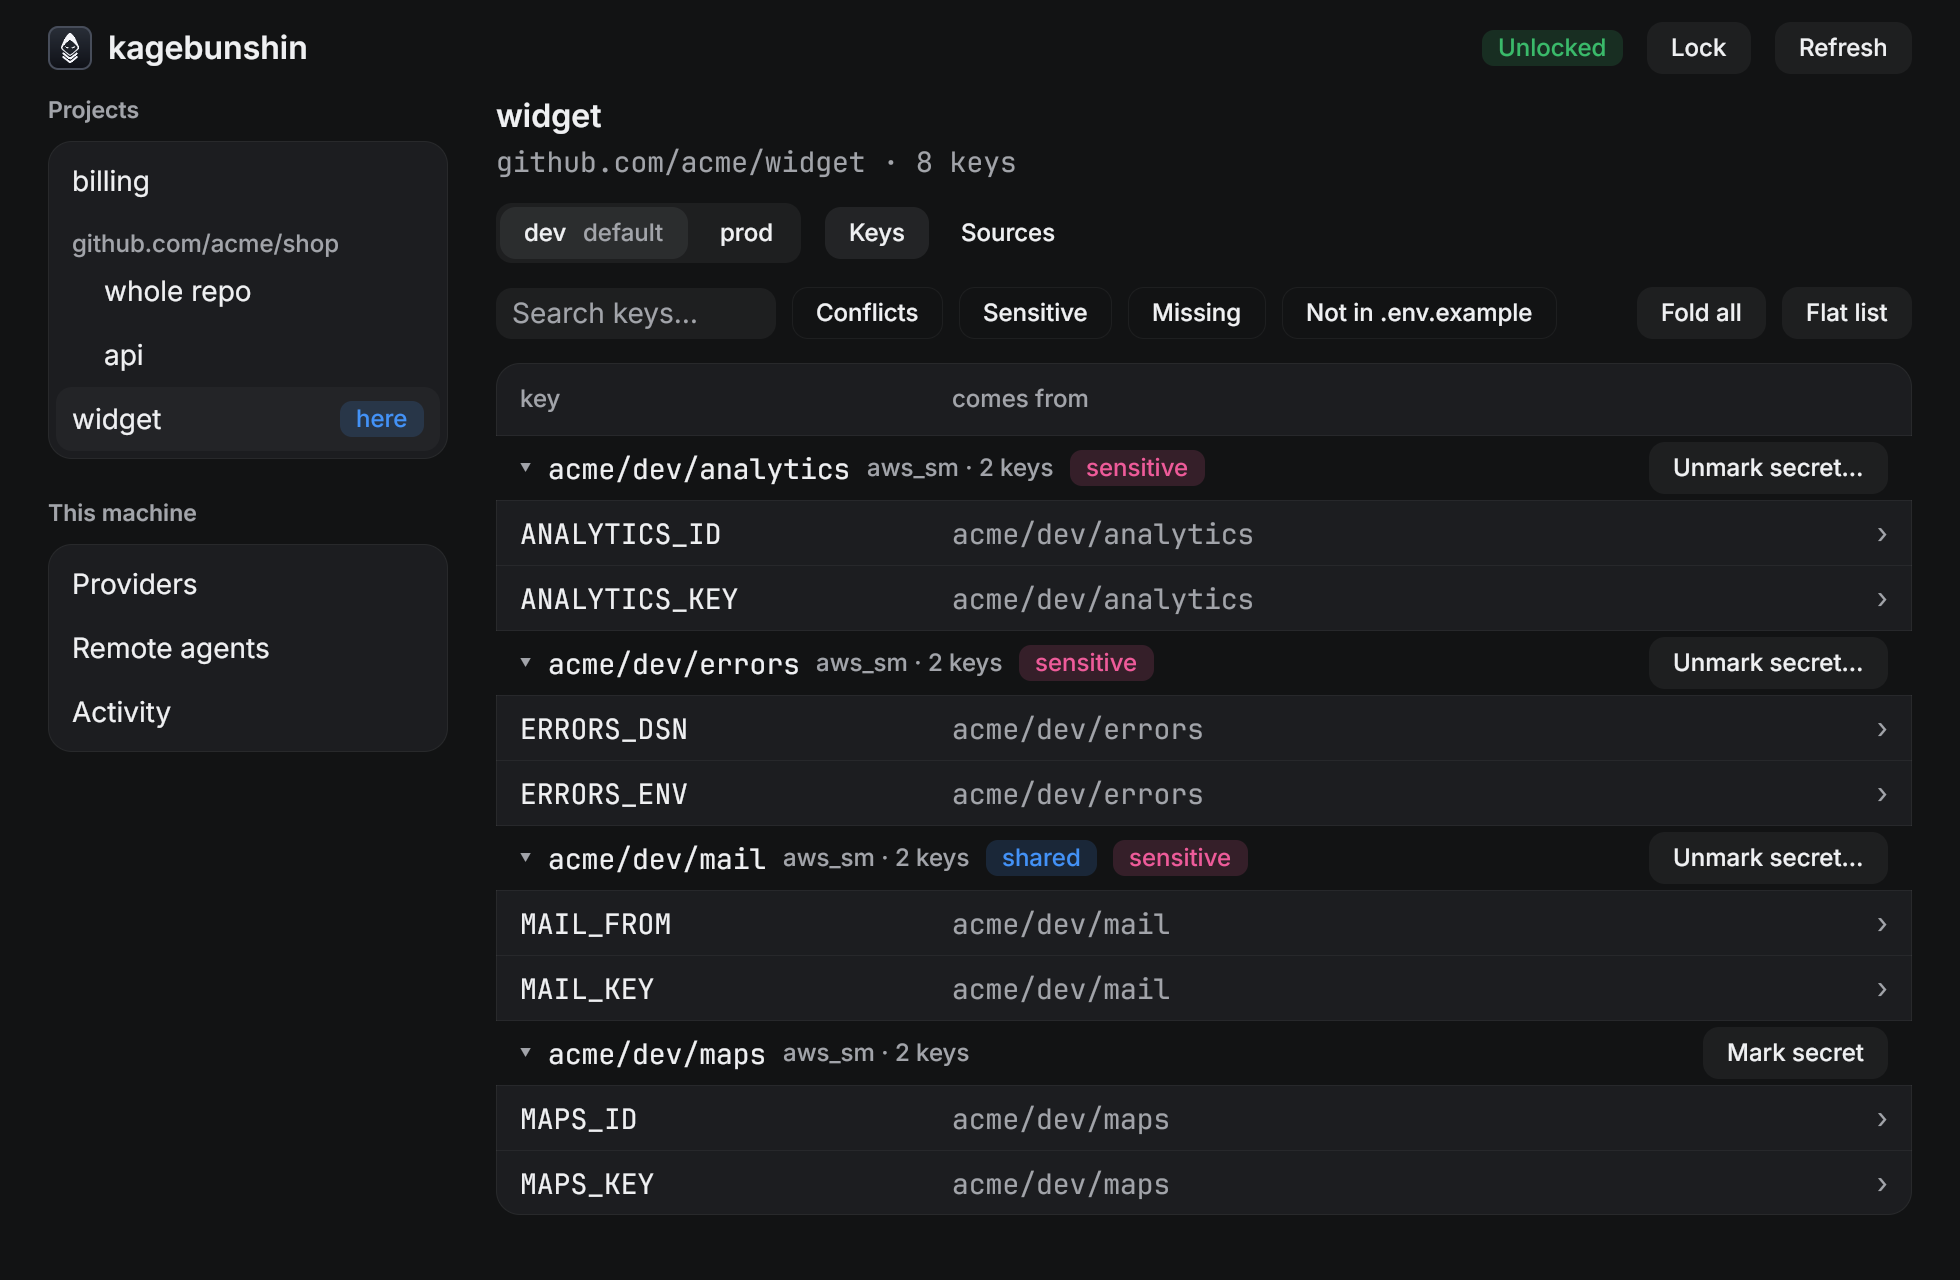 kagebunshin
Unlocked
Lock
Refresh
Projects
billing
github.com/acme/shop
whole repo
api
widget here
This machine
Providers
Remote agents
Activity
widget
github.com/acme/widget · 8 keys
dev default prod Keys Sources
Search keys... Conflicts Sensitive Missing Not in .env.example Fold all Flat list
key comes from
acme/dev/analytics aws_sm · 2 keys sensitive Unmark secret...
ANALYTICS_ID acme/dev/analytics
ANALYTICS_KEY acme/dev/analytics
acme/dev/errors aws_sm · 2 keys sensitive Unmark secret...
ERRORS_DSN acme/dev/errors
ERRORS_ENV acme/dev/errors
acme/dev/mail aws_sm · 2 keys shared sensitive Unmark secret...
MAIL_FROM acme/dev/mail
MAIL_KEY acme/dev/mail
acme/dev/maps aws_sm · 2 keys Mark secret
MAPS_ID acme/dev/maps
MAPS_KEY acme/dev/maps